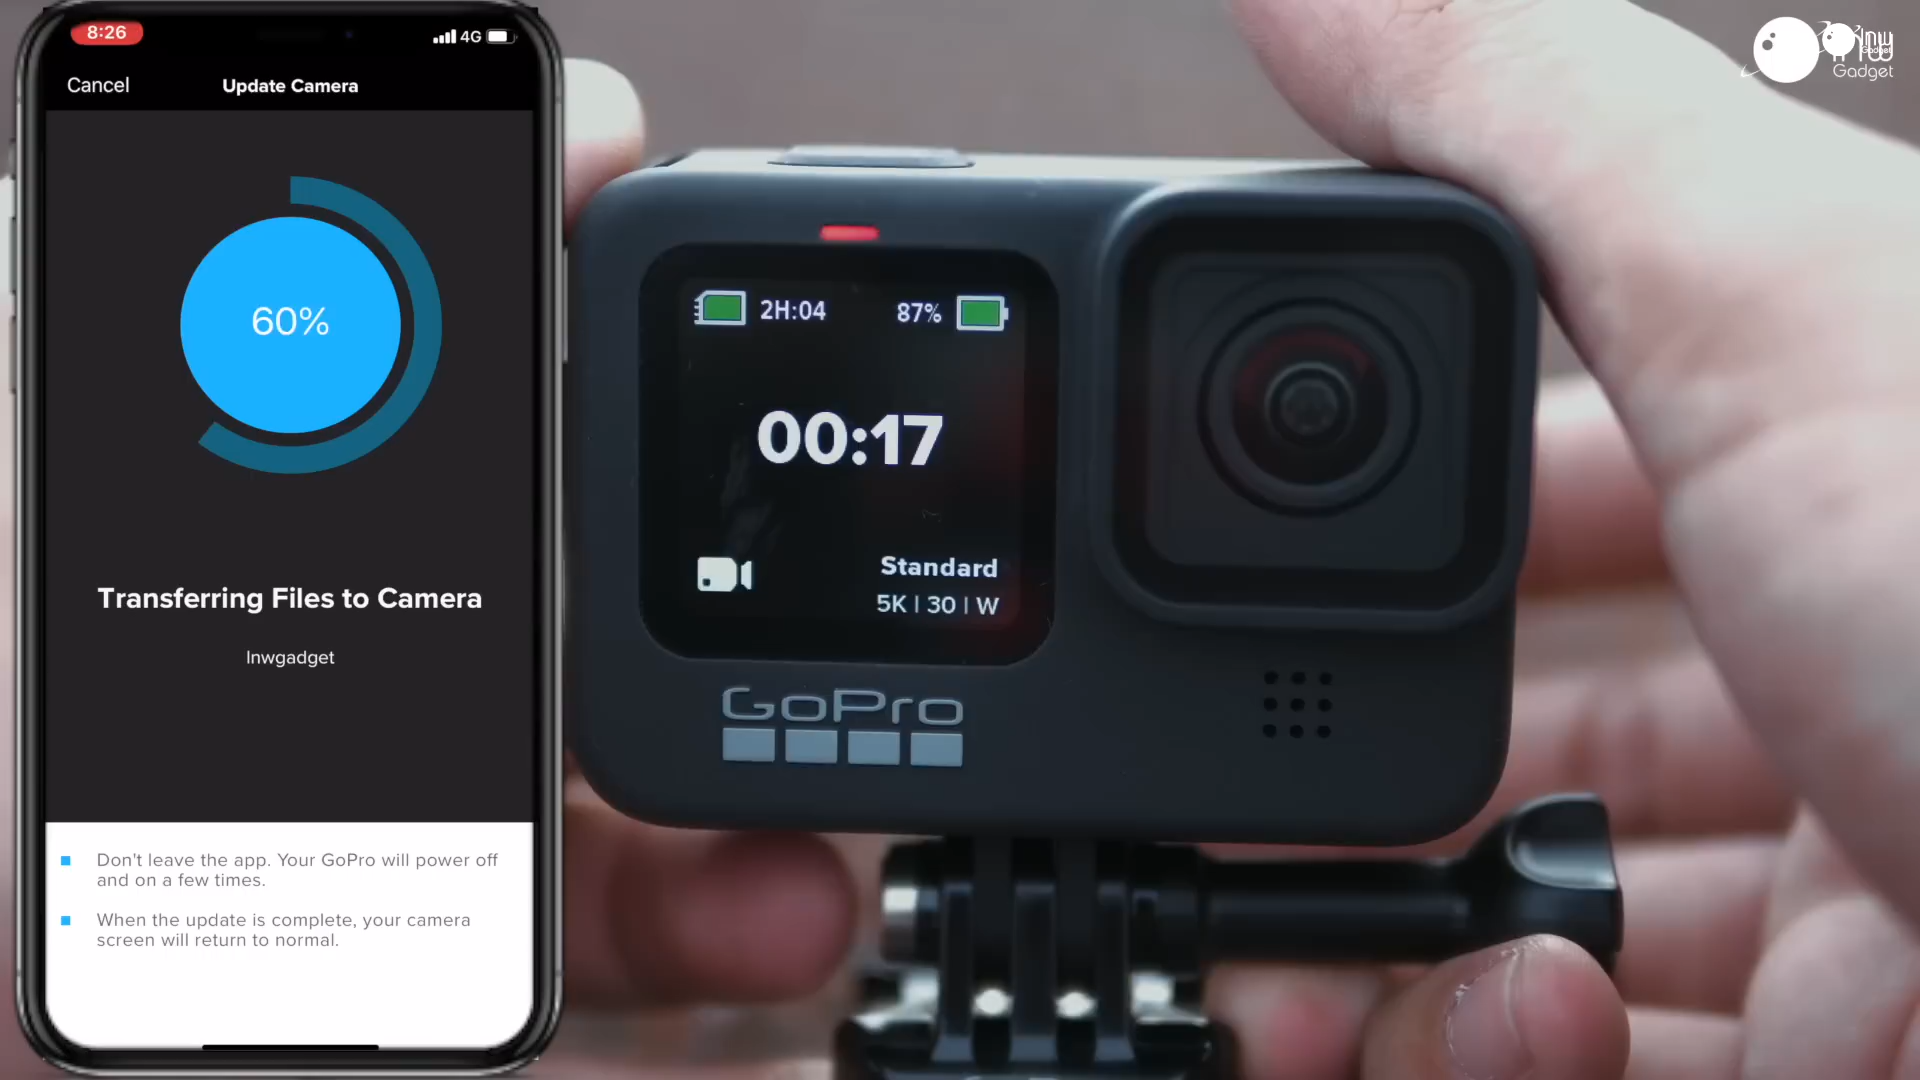 8:26
4G
Cancel
Update Camera
60%
Transferring Files to Camera
lnwgadget
Don't leave the app. Your GoPro will power off
and on a few times.
When the update is complete, your camera
screen will return to normal.
2H:04
87%
00:17
Standard
5K | 30 | W
GoPro
lnw
Gadget